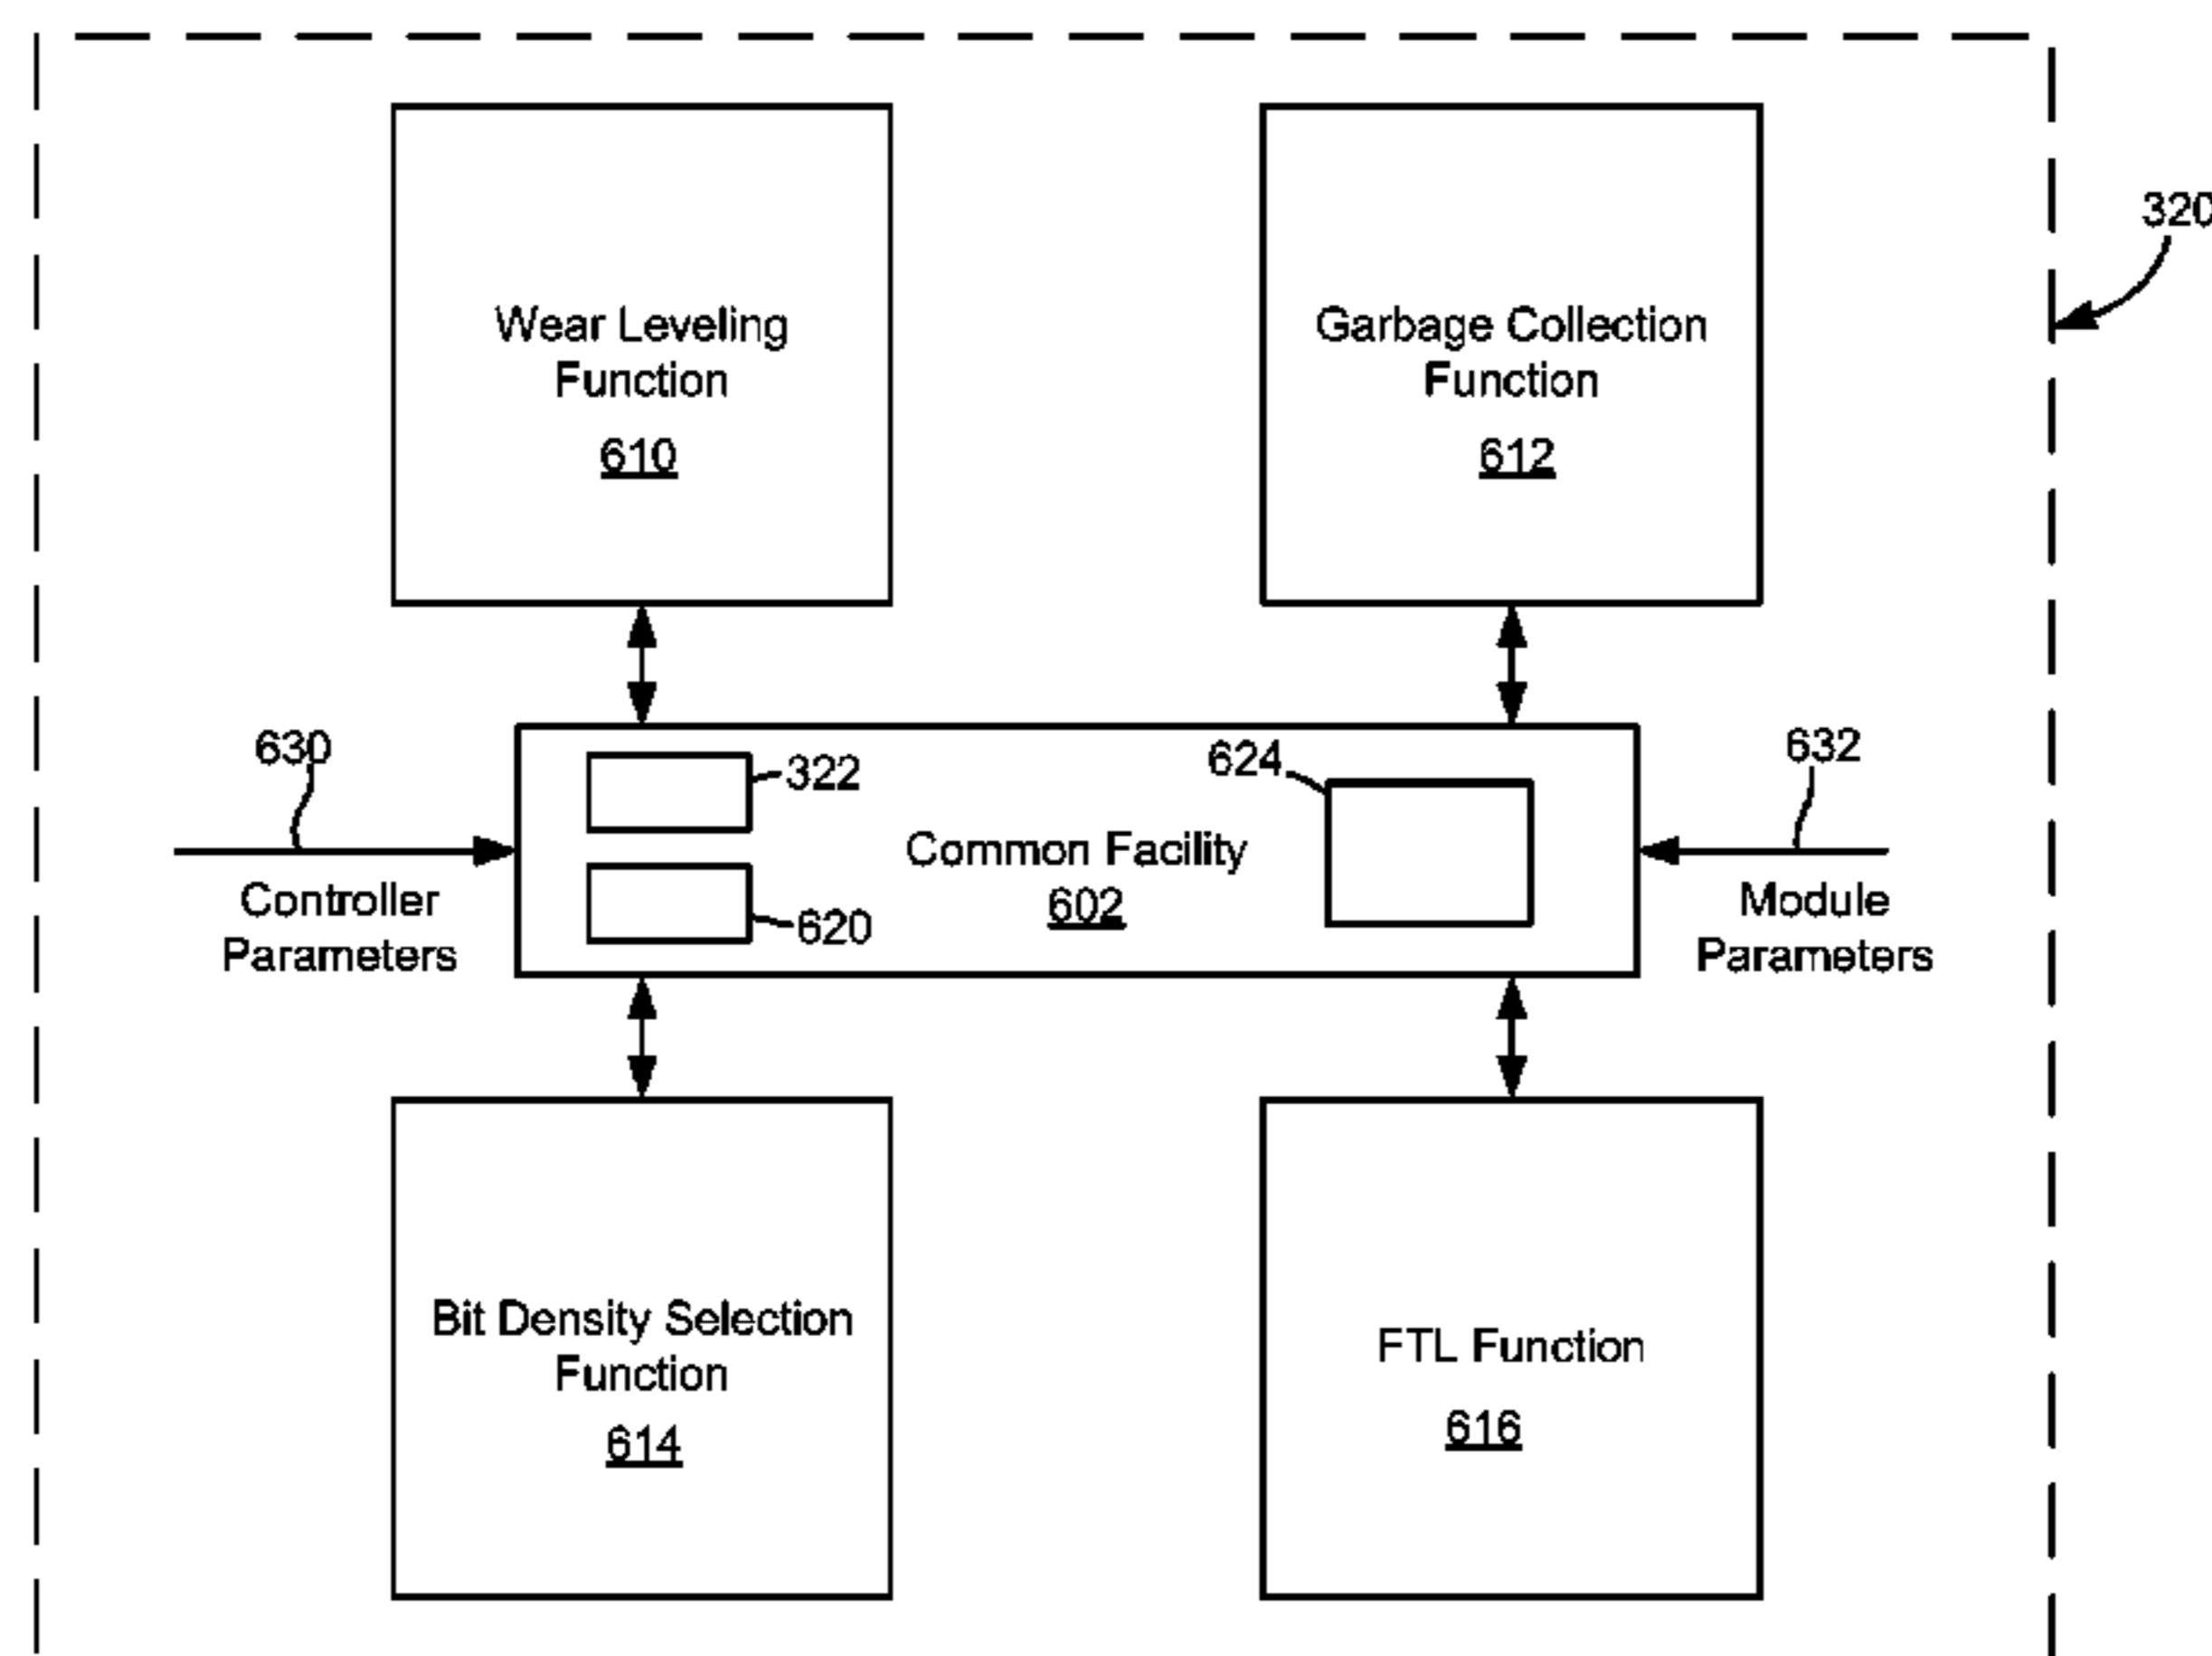 320
Wear Leveling
Function
610
Garbage Collection
Function
612
630
322
624
632
Common Facility
602
620
Controller
Parameters
Module
Parameters
Bit Density Selection
Function
614
FTL Function
616